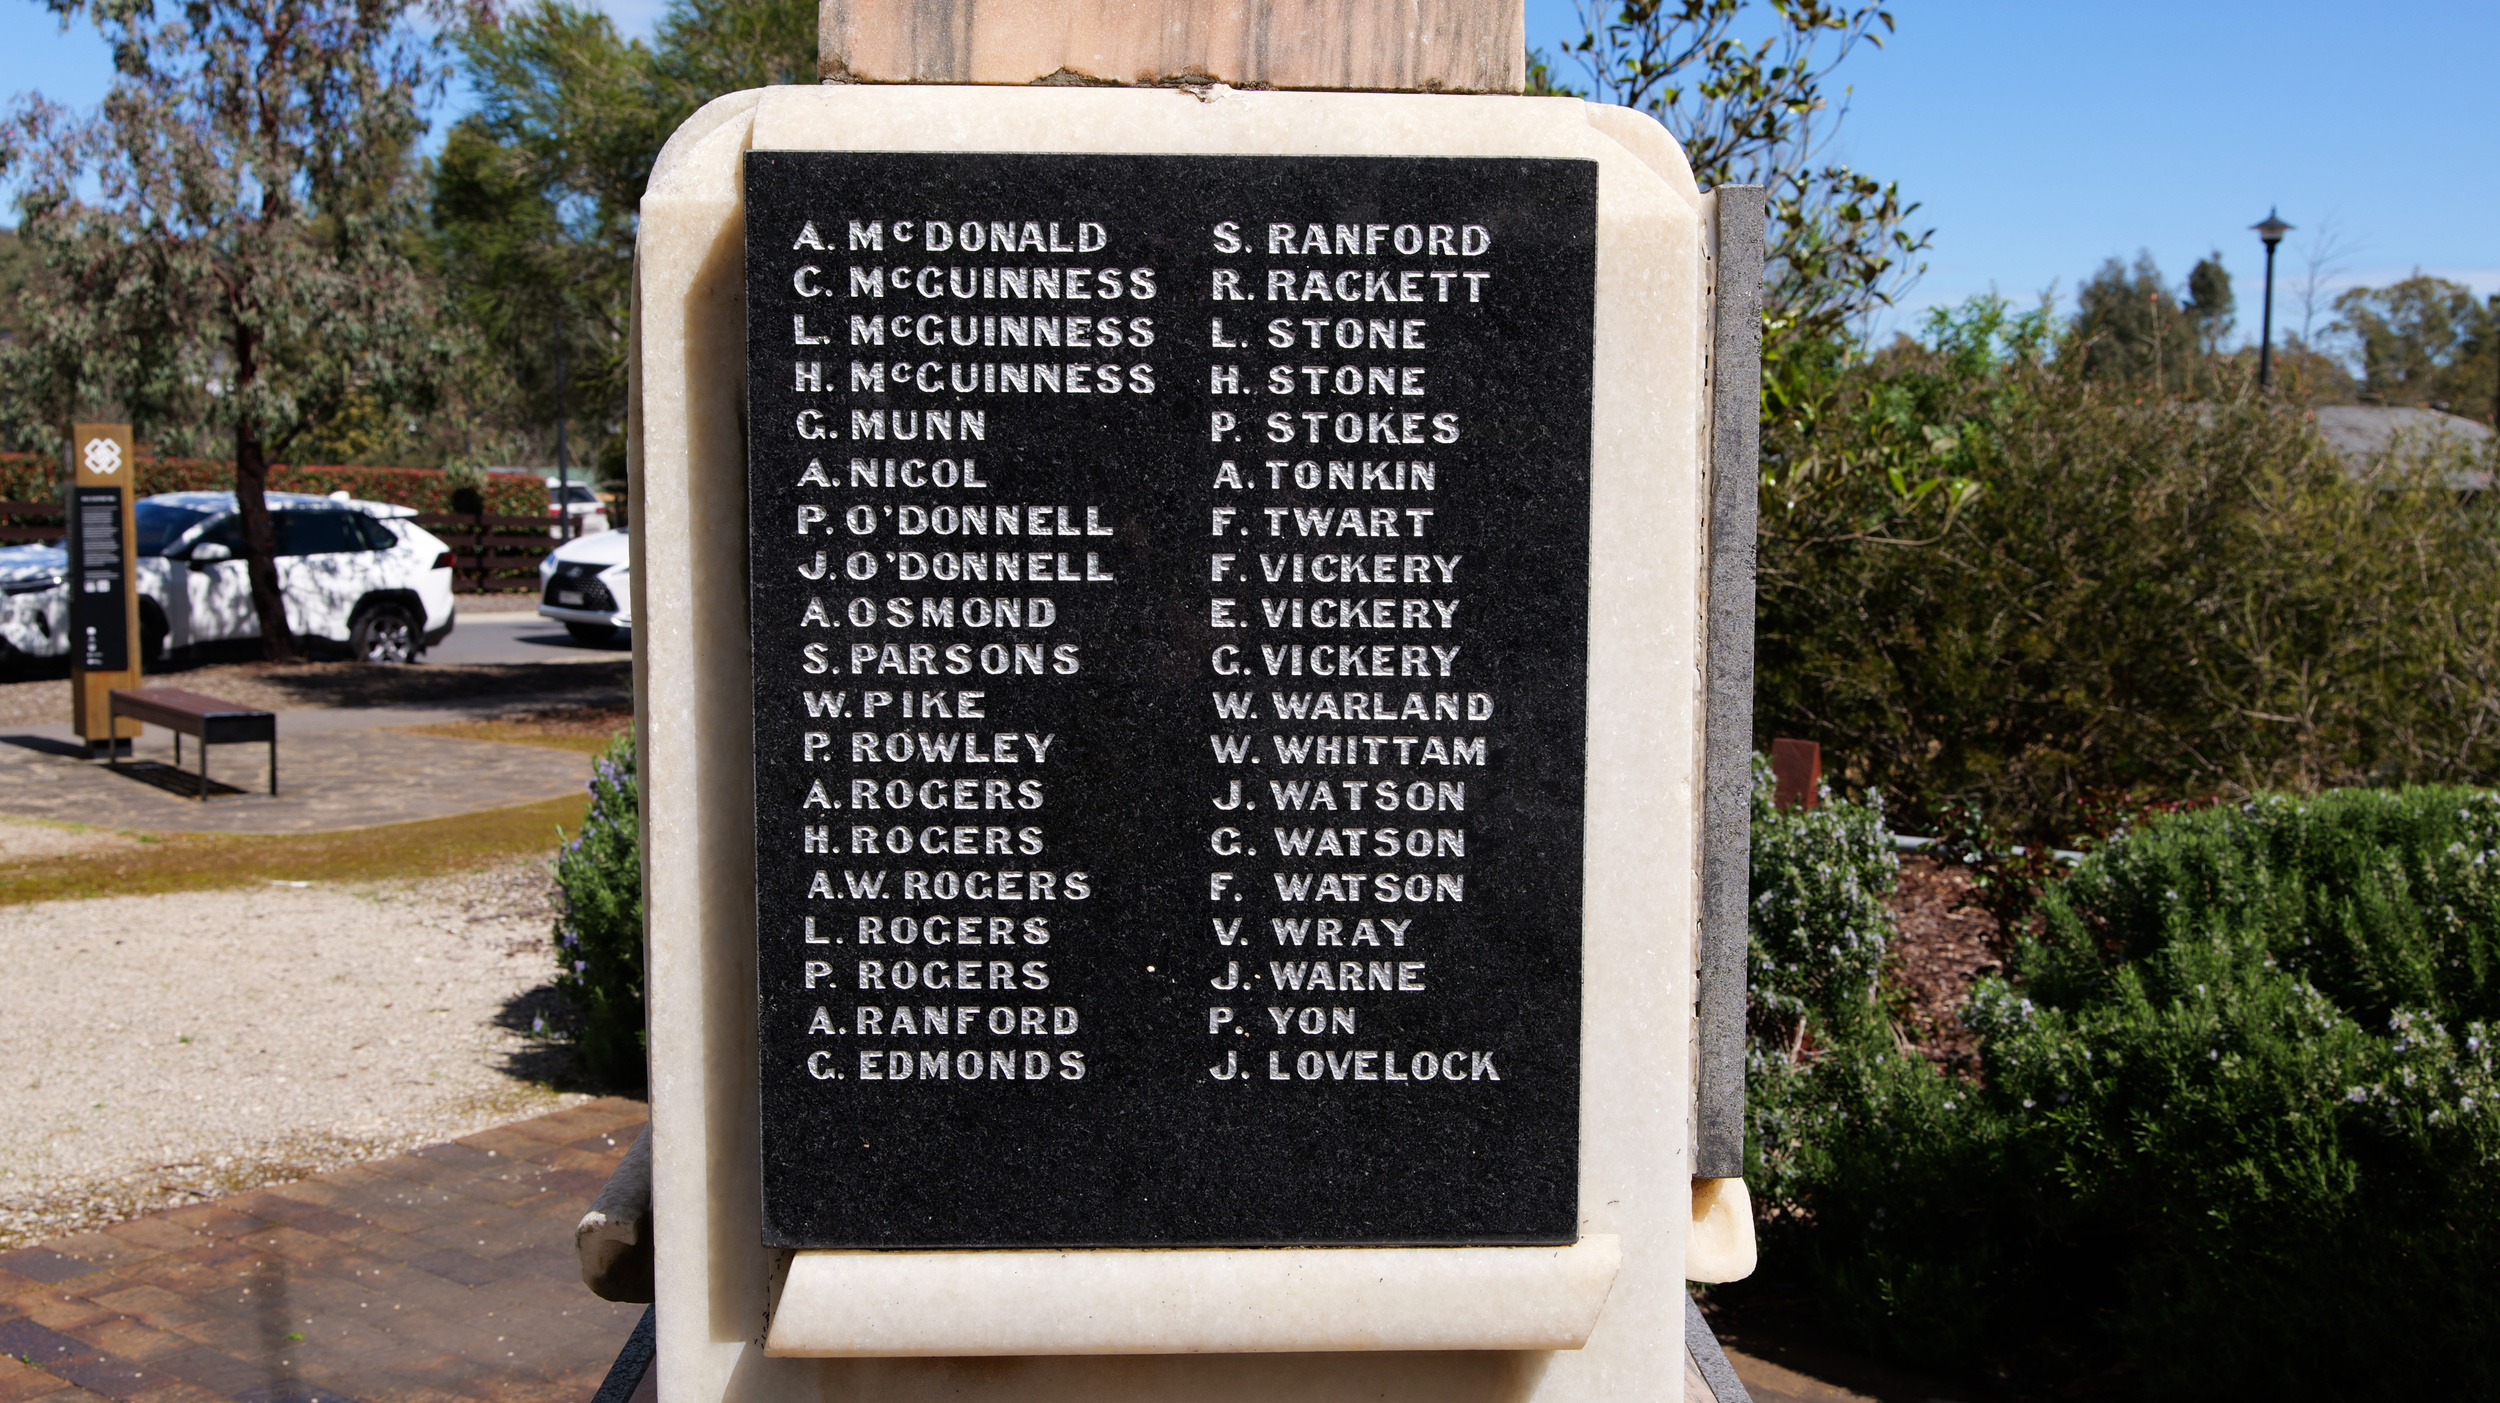 A. McDONALD
C. McGUINNESS
L. McGUINNESS
H. McGUINNESS
G. MUNN
A. NICOL
P. O'DONNELL
J. O'DONNELL
A. OSMOND
S. PARSONS
W. PIKE
P. ROWLEY
A. ROGERS
H. ROGERS
A.W. ROGERS
L. ROGERS
P. ROGERS
A. RANFORD
G. EDMONDS
S. RANFORD
R. RACKETT
L. STONE
H. STONE
P. STOKES
A. TONKIN
F. TWART
F. VICKERY
E. VICKERY
G. VICKERY
W. WARLAND
W. WHITTAM
J. WATSON
G. WATSON
F. WATSON
V. WRAY
J. WARNE
P. YON
J. LOVELOCK